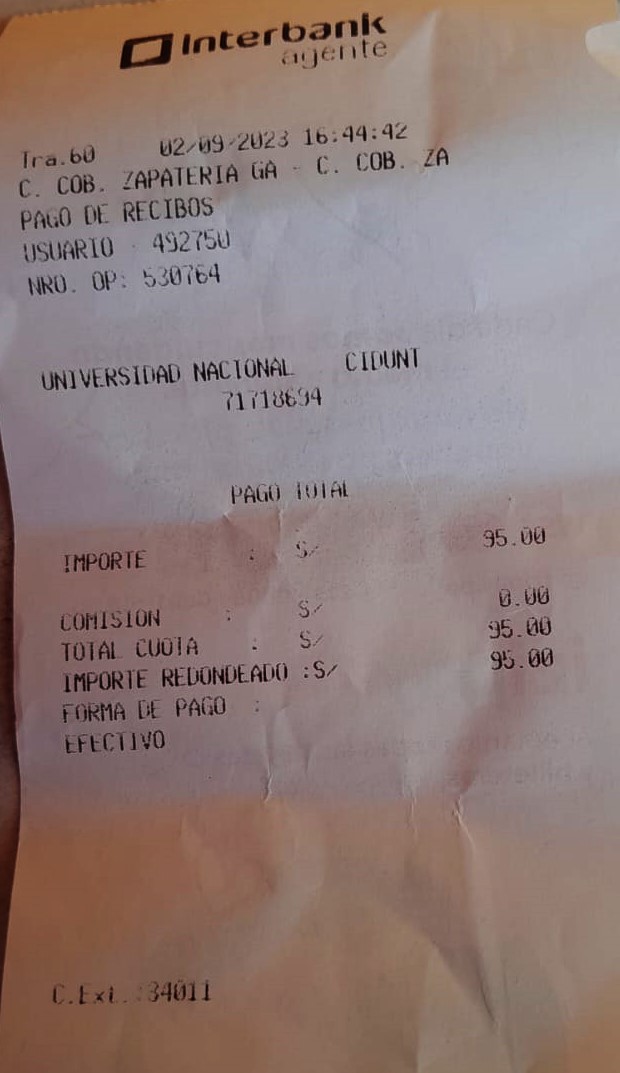 Interbank
agente
Tra.60 02/09/2023 16:44:42
C. COB. ZAPATERIA GA - C. COB. ZA
PAGO DE RECIBOS
USUARIO : 492750
NRO. OP: 530764
UNIVERSIDAD NACIONAL CIDUNT
71718694
PAGO TOTAL
IMPORTE : S/ 95.00
COMISION : S/ 0.00
TOTAL CUOTA : S/ 95.00
IMPORTE REDONDEADO :S/ 95.00
FORMA DE PAGO :
EFECTIVO
C.Ext.:34011